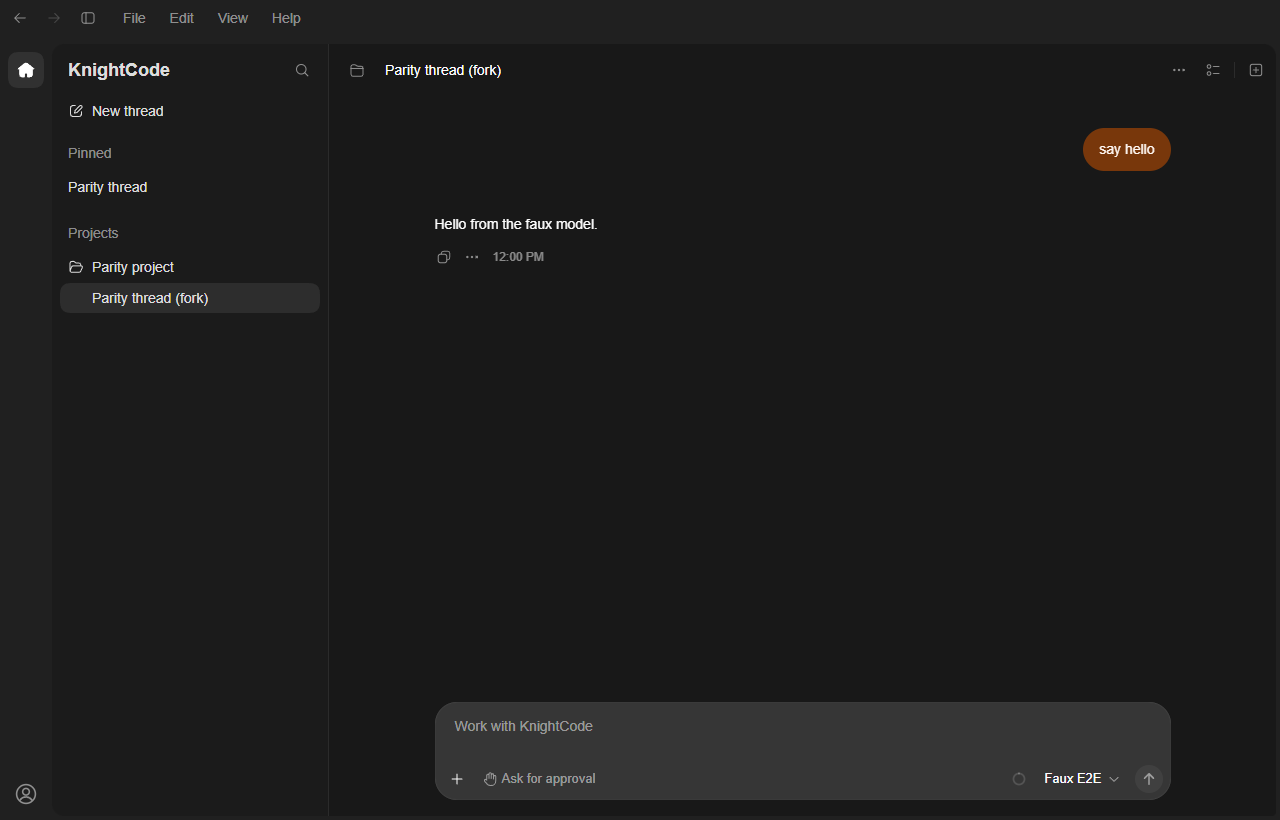 File Edit View Help
KnightCode
New thread
Pinned
Parity thread
Projects
Parity project
Parity thread (fork)
Parity thread (fork)
say hello
Hello from the faux model.
12:00 PM
Work with KnightCode
Ask for approval
Faux E2E